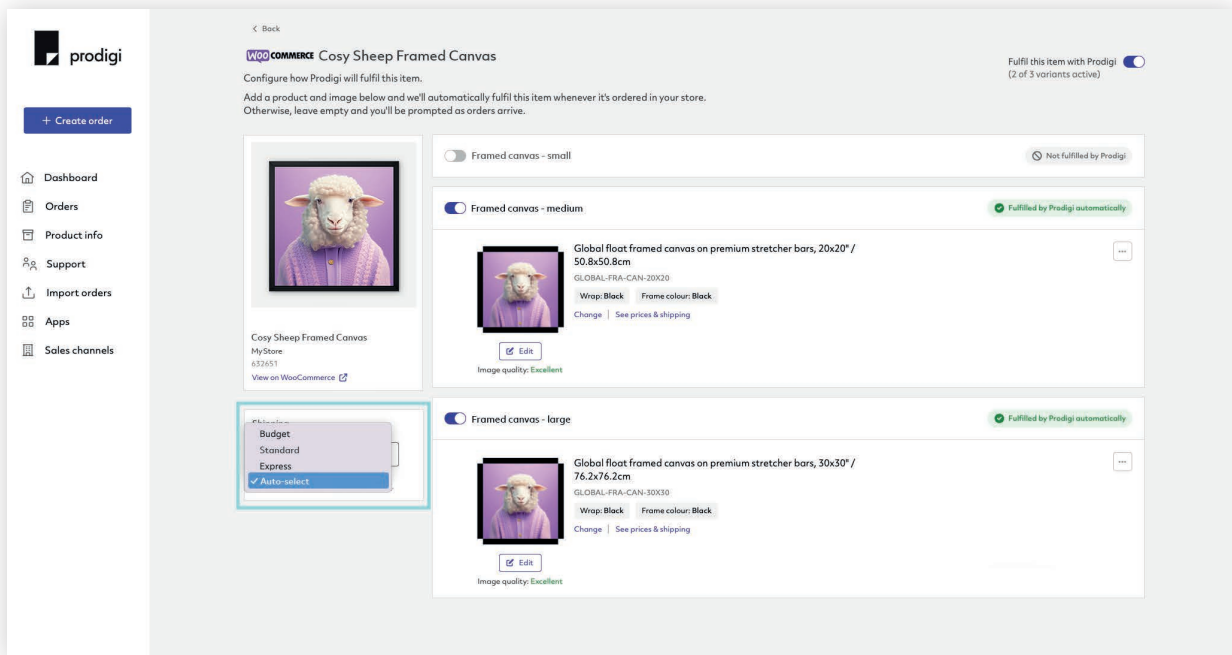 prodigi
+ Create order
Dashboard
Orders
Product info
Support
Import orders
Apps
Sales channels
< Back
WOO COMMERCE Cosy Sheep Framed Canvas
Configure how Prodigi will fulfil this item.
Add a product and image below and we'll automatically fulfil this item whenever it's ordered in your store.
Otherwise, leave empty and you'll be prompted as orders arrive.
Fulfil this item with Prodigi
(2 of 3 variants active)
Cosy Sheep Framed Canvas
MyStore
632651
View on WooCommerce
Shipping
Budget
Standard
Express
✓ Auto-select
Framed canvas - small
Not fulfilled by Prodigi
Framed canvas - medium
Fulfilled by Prodigi automatically
Global float framed canvas on premium stretcher bars, 20x20" /
50.8x50.8cm
GLOBAL-FRA-CAN-20X20
Wrap: Black Frame colour: Black
Change | See prices & shipping
...
Edit
Image quality: Excellent
Framed canvas - large
Fulfilled by Prodigi automatically
Global float framed canvas on premium stretcher bars, 30x30" /
76.2x76.2cm
GLOBAL-FRA-CAN-30X30
Wrap: Black Frame colour: Black
Change | See prices & shipping
...
Edit
Image quality: Excellent